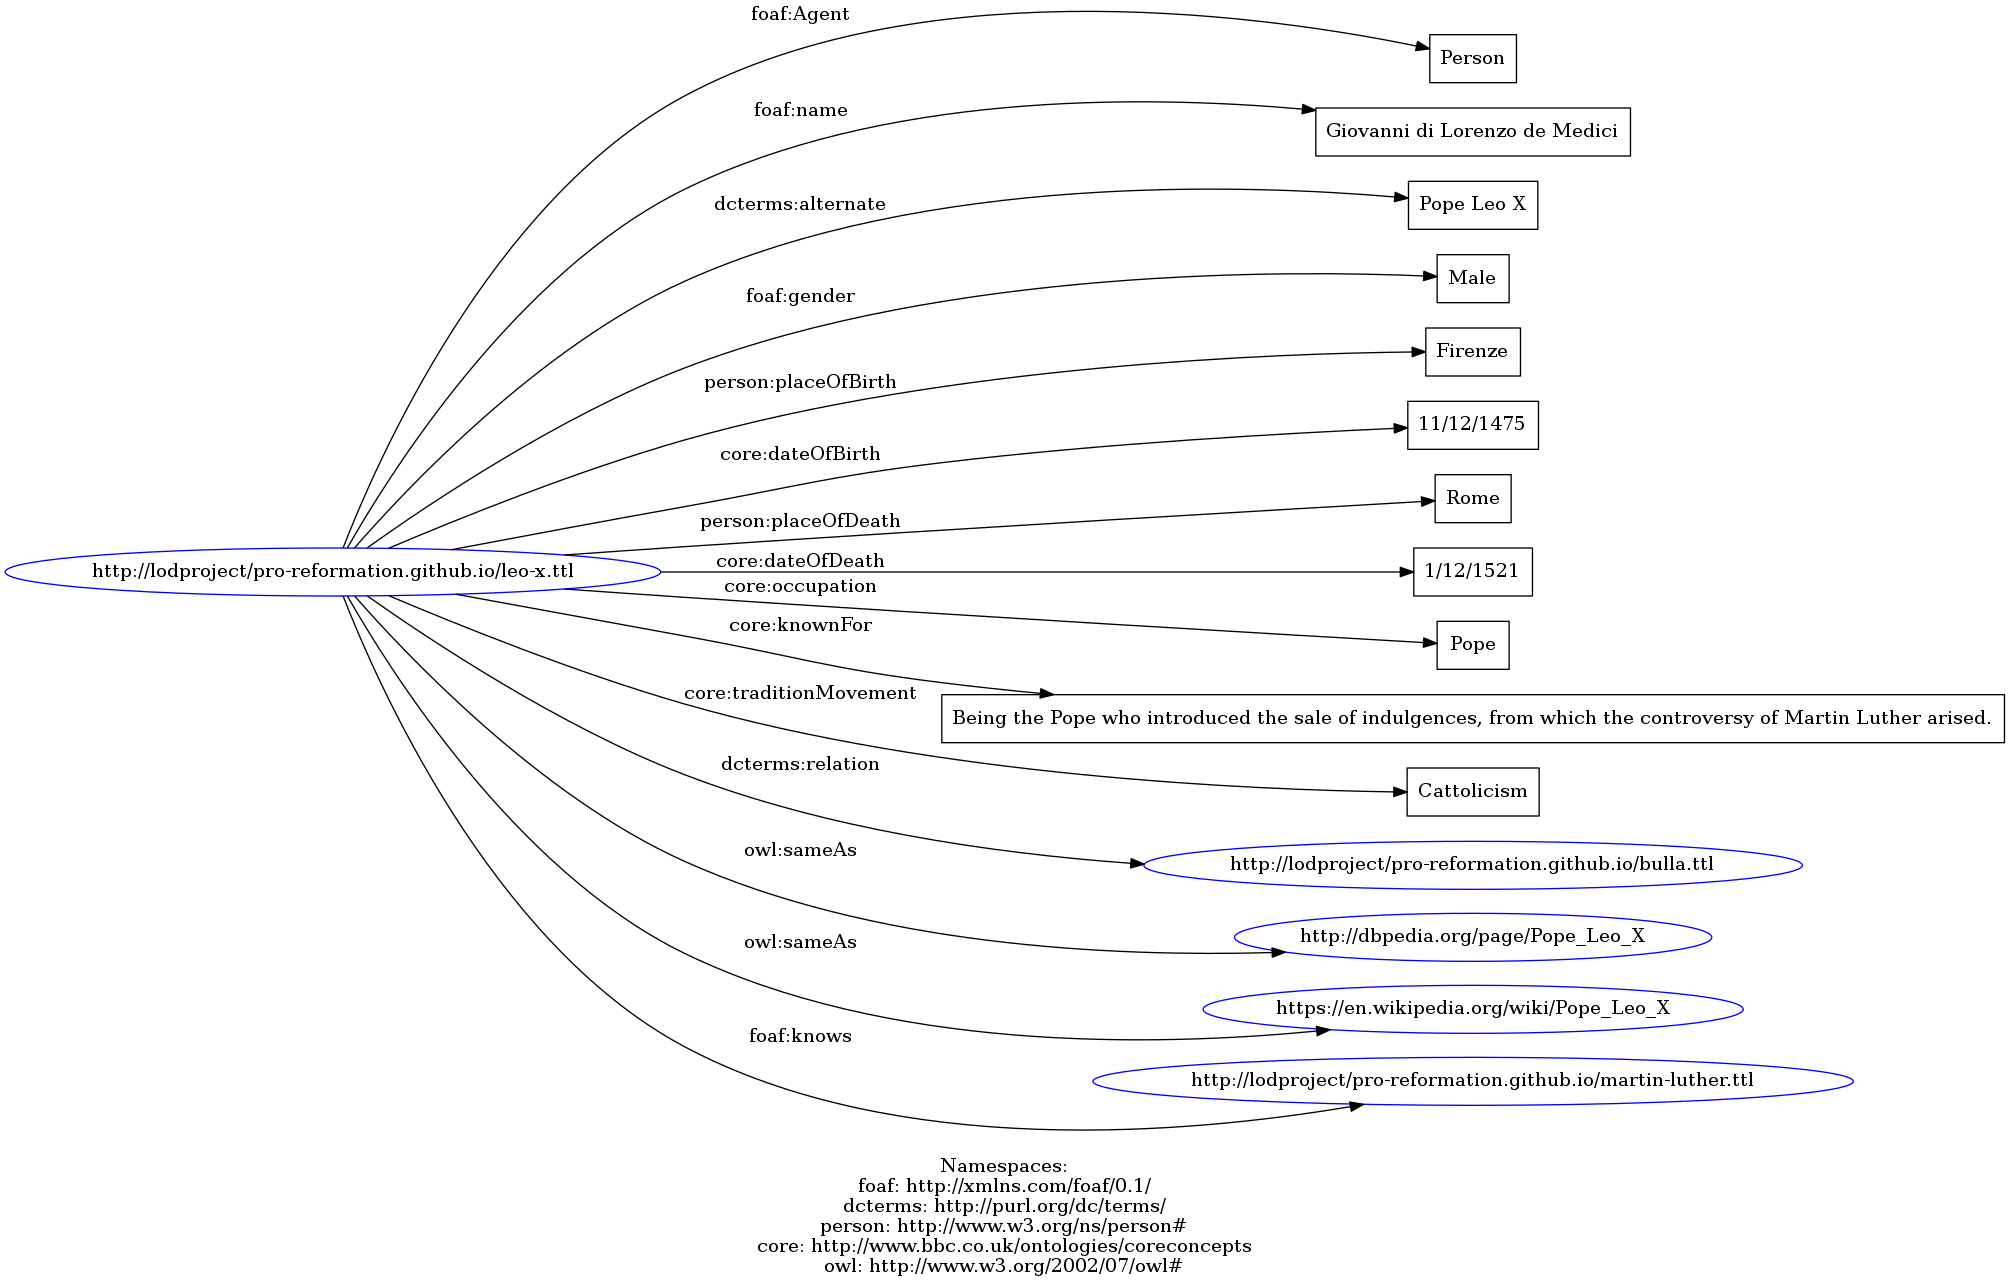 foaf:Agent
Person
foaf:name
Giovanni di Lorenzo de Medici
dcterms:alternate
Pope Leo X
foaf:gender
Male
person:placeOfBirth
Firenze
core:dateOfBirth
11/12/1475
person:placeOfDeath
Rome
http://lodproject/pro-reformation.github.io/leo-x.ttl
core:dateOfDeath
1/12/1521
core:occupation
Pope
core:knownFor
Being the Pope who introduced the sale of indulgences, from which the controversy of Martin Luther arised.
core:traditionMovement
Cattolicism
dcterms:relation
http://lodproject/pro-reformation.github.io/bulla.ttl
owl:sameAs
http://dbpedia.org/page/Pope_Leo_X
owl:sameAs
https://en.wikipedia.org/wiki/Pope_Leo_X
foaf:knows
http://lodproject/pro-reformation.github.io/martin-luther.ttl
Namespaces:
foaf: http://xmlns.com/foaf/0.1/
dcterms: http://purl.org/dc/terms/
person: http://www.w3.org/ns/person#
core: http://www.bbc.co.uk/ontologies/coreconcepts
owl: http://www.w3.org/2002/07/owl#